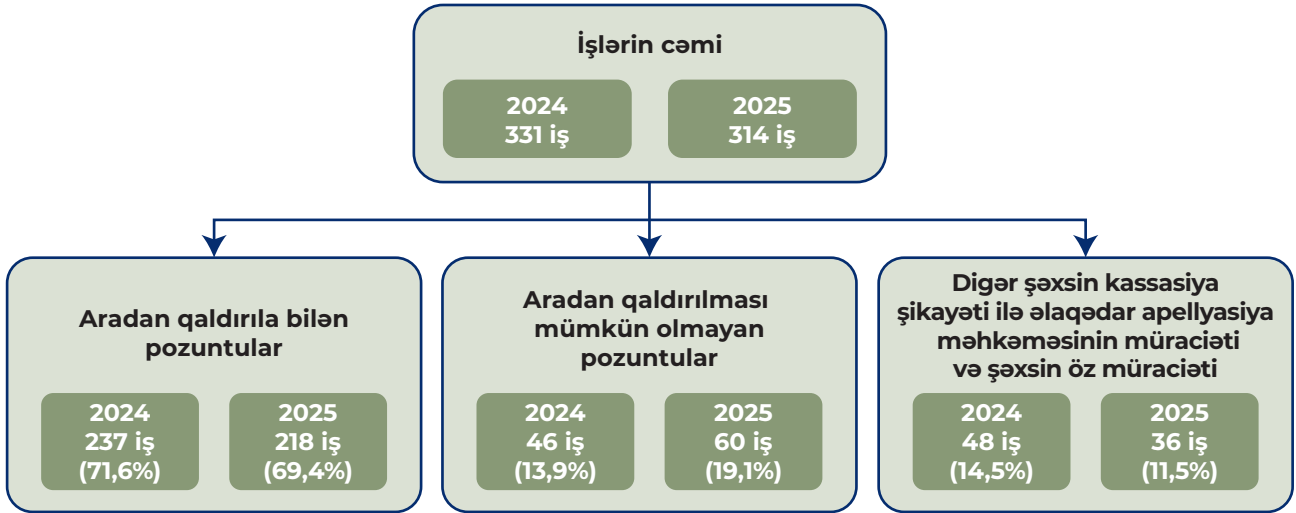 İşlərin cəmi
2024
331 iş
2025
314 iş
Aradan qaldırıla bilən
pozuntular
2024
237 iş
(71,6%)
2025
218 iş
(69,4%)
Aradan qaldırılması
mümkün olmayan
pozuntular
2024
46 iş
(13,9%)
2025
60 iş
(19,1%)
Digər şəxsin kassasiya
şikayəti ilə əlaqədar apellyasiya
məhkəməsinin müraciəti
və şəxsin öz müraciəti
2024
48 iş
(14,5%)
2025
36 iş
(11,5%)